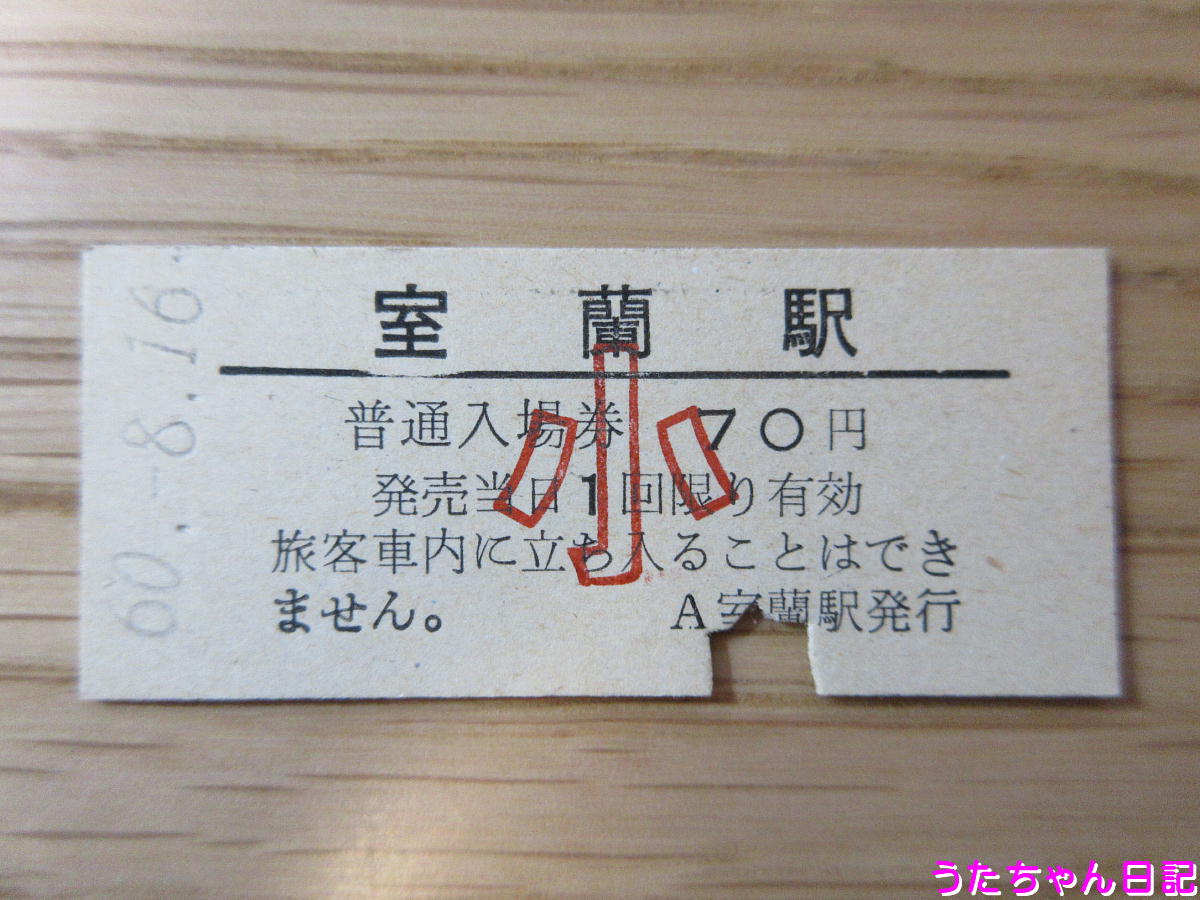 60.-8.16
室蘭駅
普通入場券 70円
発売当日1回限り有効
旅客車内に立ち入ることはでき
ません。 A室蘭駅発行
小
うたちゃん日記